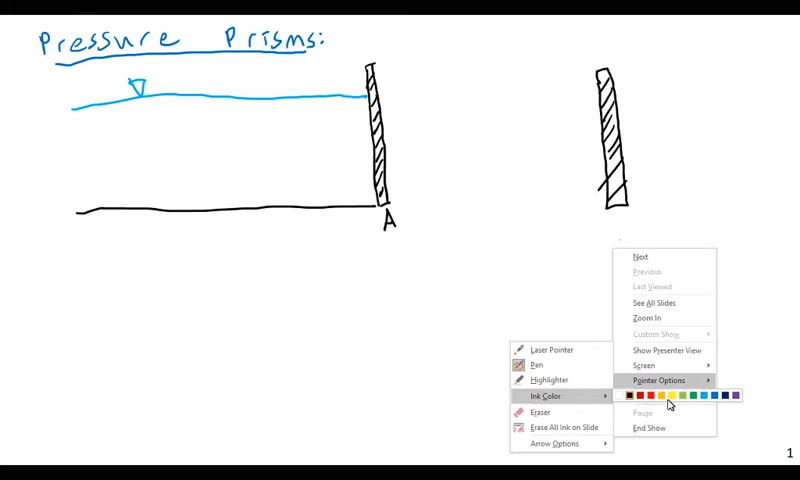 Pressure Prisms:
A
Next
Previous
Last Viewed
See All Slides
Zoom In
Custom Show
Show Presenter View
Screen
Pointer Options
Pause
End Show
Laser Pointer
Pen
Highlighter
Ink Color
Eraser
Erase All Ink on Slide
Arrow Options
1